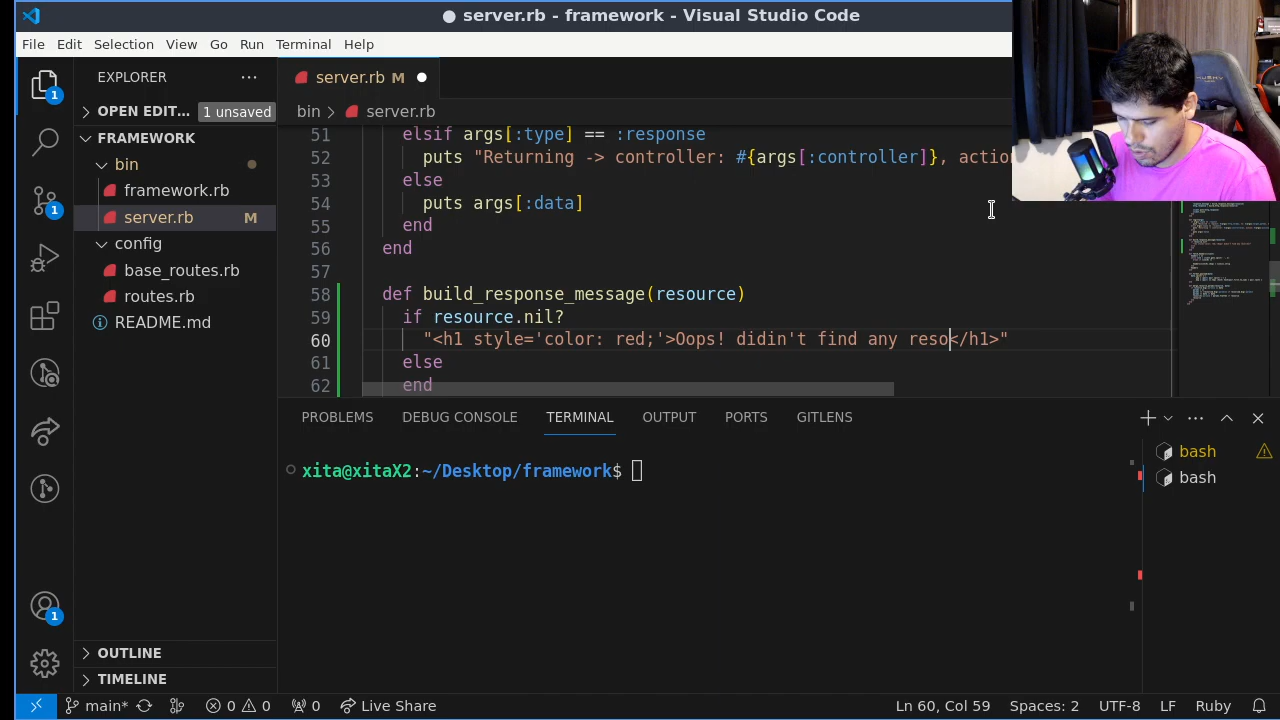 ● server.rb - framework - Visual Studio Code
File Edit Selection View Go Run Terminal Help
EXPLORER ···
server.rb M ●
OPEN EDIT... 1 unsaved
bin > server.rb
FRAMEWORK
bin
framework.rb
server.rb M
config
base_routes.rb
routes.rb
README.md
51 elsif args[:type] == :response
52 puts "Returning -> controller: #{args[:controller]}, action
53 else
54 puts args[:data]
55 end
56 end
57
58 def build_response_message(resource)
59 if resource.nil?
60 "<h1 style='color: red;'>Oops! didin't find any reso</h1>"
61 else
62 end
PROBLEMS DEBUG CONSOLE TERMINAL OUTPUT PORTS GITLENS
xita@xitaX2:~/Desktop/framework$
bash
bash
1
1
1
OUTLINE
TIMELINE
main* 0 0 0 Live Share Ln 60, Col 59 Spaces: 2 UTF-8 LF Ruby